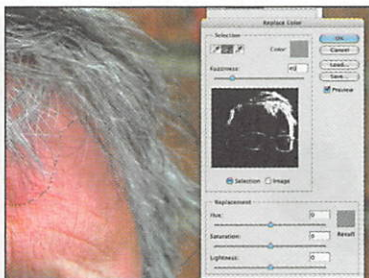 Replace Color
Selection
OK
Color:
Cancel
Fuzziness:
40
Load...
Save...
Preview
Selection
Image
Replacement
Hue:
0
Saturation:
0
Result
Lightness:
0